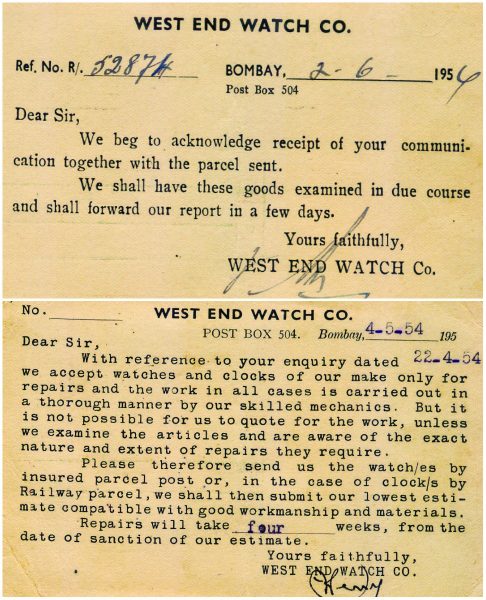 WEST END WATCH CO.
Ref. No. R/. 52874 BOMBAY, 2-6- 1954
Post Box 504
Dear Sir,
We beg to acknowledge receipt of your communi-
cation together with the parcel sent.
We shall have these goods examined in due course
and shall forward our report in a few days.
Yours faithfully,
WEST END WATCH Co.
No.
WEST END WATCH CO.
POST BOX 504. Bombay, 4-5-54 195
Dear Sir,
With reference to your enquiry dated 22-4-54
we accept watches and clocks of our make only for
repairs and the work in all cases is carried out in
a thorough manner by our skilled mechanics. But it
is not possible for us to quote for the work, unless
we examine the articles and are aware of the exact
nature and extent of repairs they require.
Please therefore send us the watch/es by
insured parcel post or, in the case of clock/s by
Railway parcel, we shall then submit our lowest esti-
mate compatible with good workmanship and materials.
Repairs will take four weeks, from the
date of sanction of our estimate.
Yours faithfully,
WEST END WATCH CO.